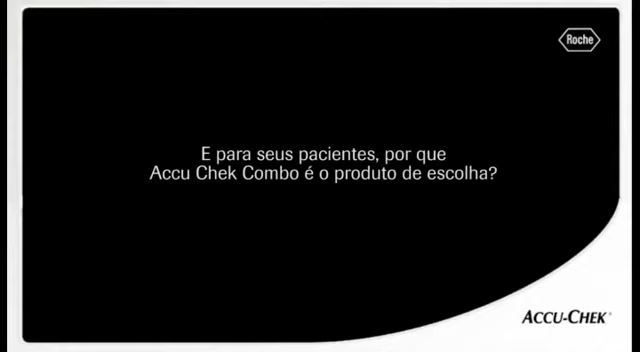 Roche
E para seus pacientes, por que
Accu Chek Combo é o produto de escolha?
ACCU-CHEK®